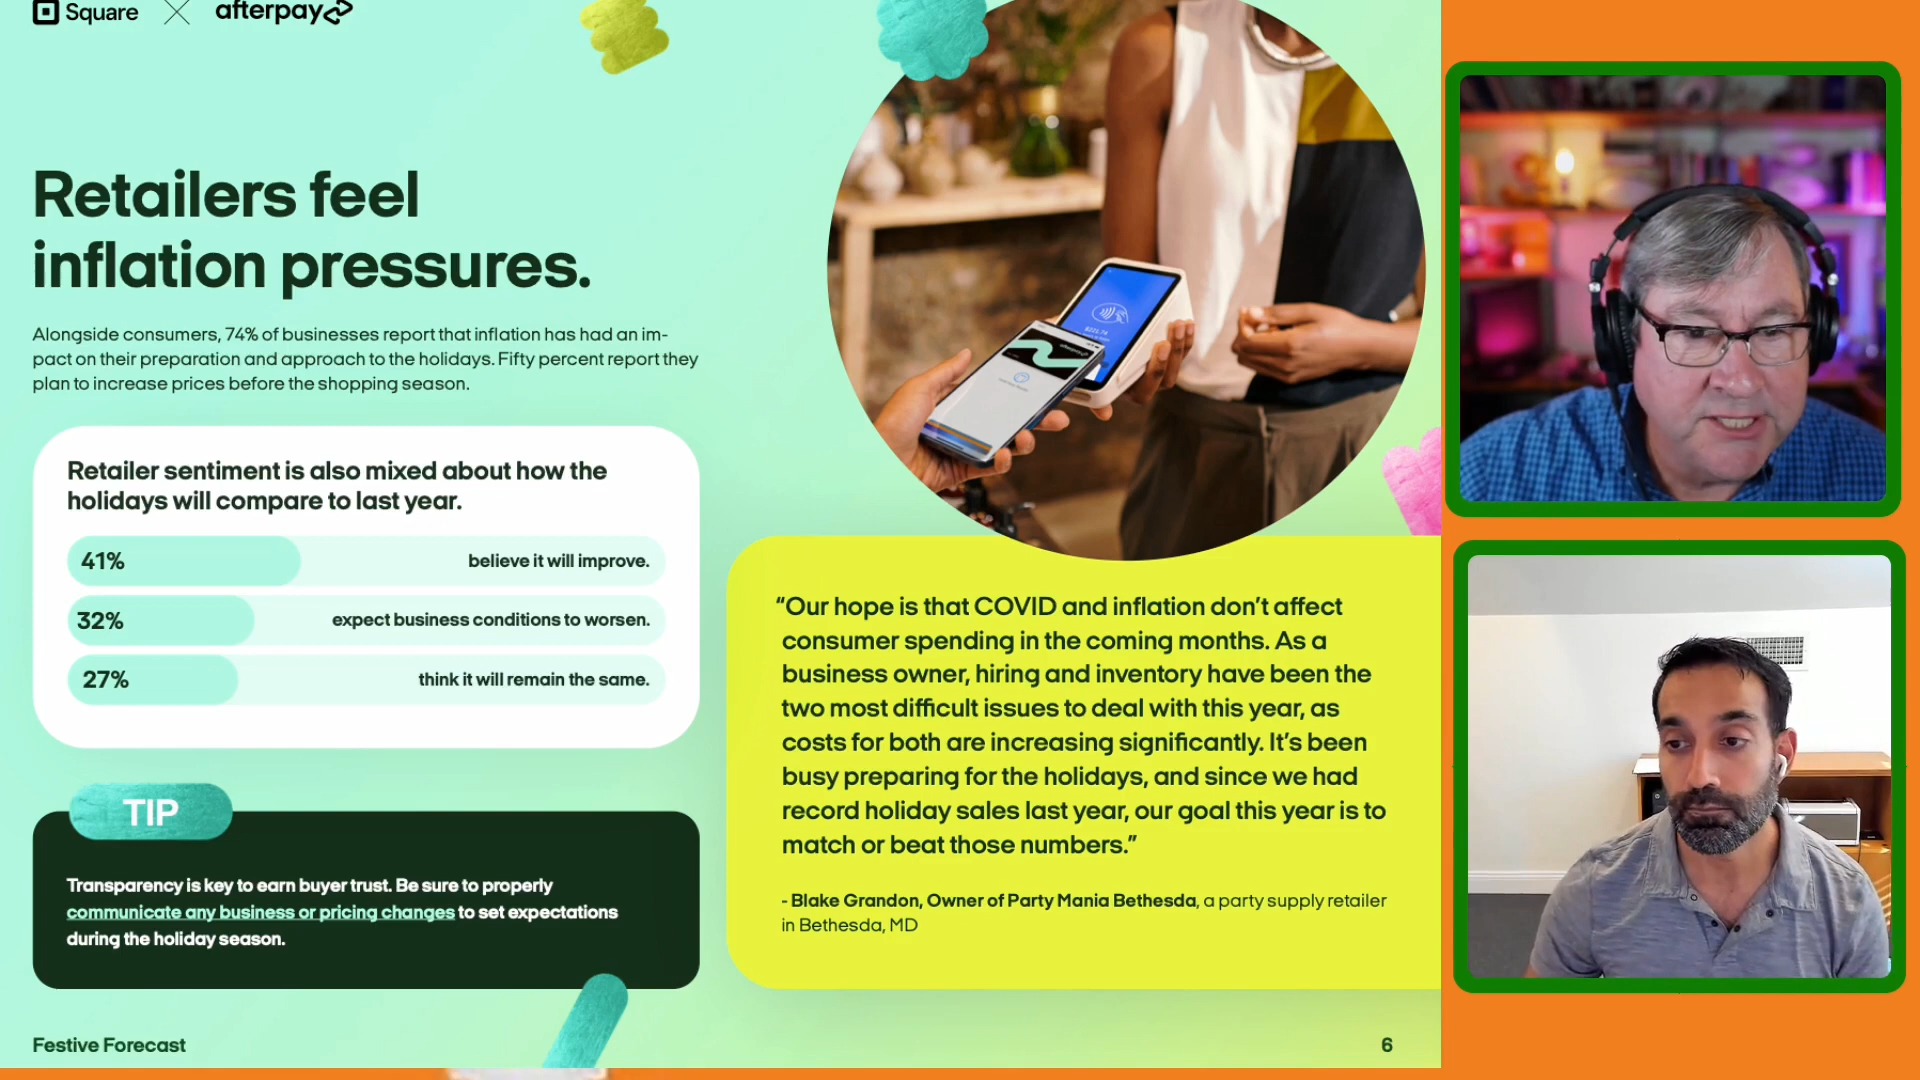 Square
afterpay
Retailers feel
inflation pressures.
Alongside consumers, 74% of businesses report that inflation has had an im-
pact on their preparation and approach to the holidays. Fifty percent report they
plan to increase prices before the shopping season.
Retailer sentiment is also mixed about how the
holidays will compare to last year.
41% believe it will improve.
32% expect business conditions to worsen.
27% think it will remain the same.
TIP
Transparency is key to earn buyer trust. Be sure to properly
communicate any business or pricing changes to set expectations
during the holiday season.
“Our hope is that COVID and inflation don’t affect
consumer spending in the coming months. As a
business owner, hiring and inventory have been the
two most difficult issues to deal with this year, as
costs for both are increasing significantly. It’s been
busy preparing for the holidays, and since we had
record holiday sales last year, our goal this year is to
match or beat those numbers.”
- Blake Grandon, Owner of Party Mania Bethesda, a party supply retailer
in Bethesda, MD
Festive Forecast
6